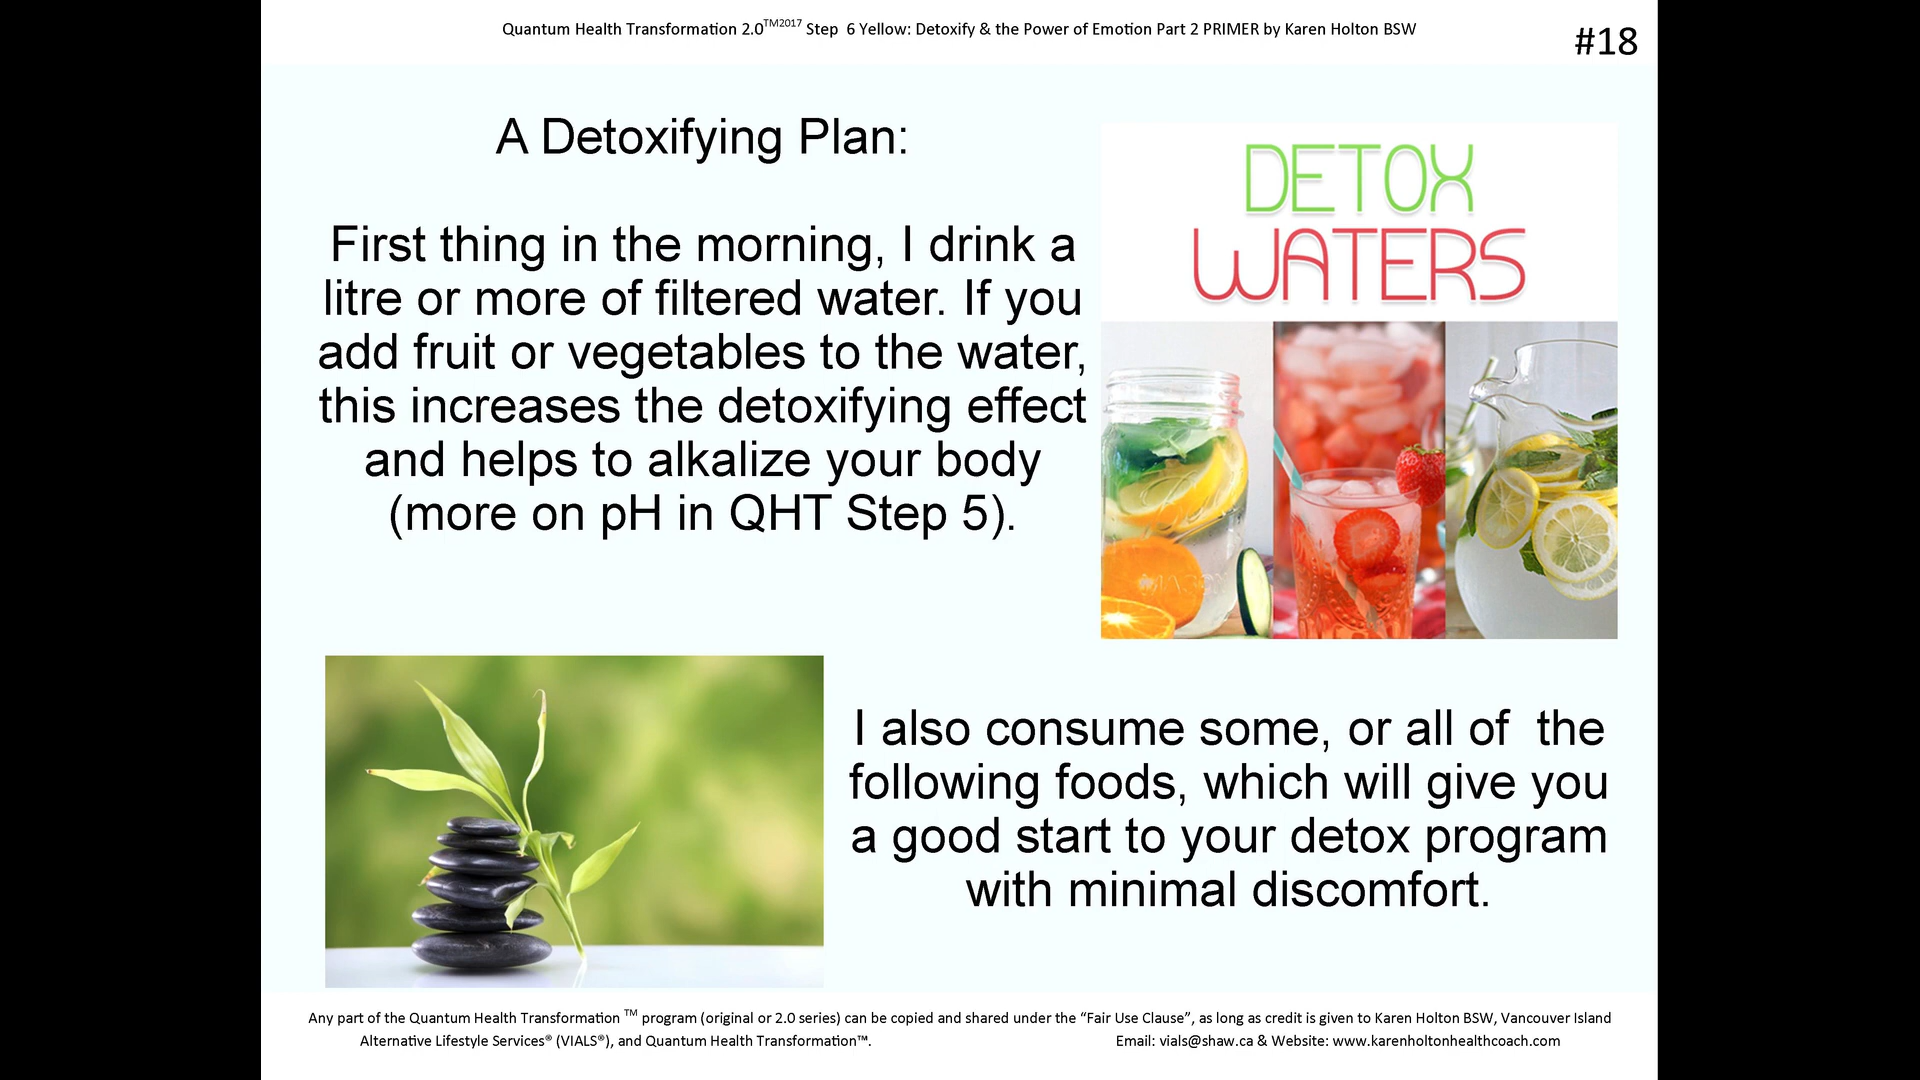 Quantum Health Transformation 2.0TM2017 Step  6 Yellow: Detoxify & the Power of Emotion Part 2 PRIMER by Karen Holton BSW
#18
A Detoxifying Plan:
First thing in the morning, I drink a
litre or more of filtered water. If you
add fruit or vegetables to the water,
this increases the detoxifying effect
and helps to alkalize your body
(more on pH in QHT Step 5).
DETOX
WATERS
MASON
I also consume some, or all of  the
following foods, which will give you
a good start to your detox program
with minimal discomfort.
Any part of the Quantum Health Transformation TM program (original or 2.0 series) can be copied and shared under the “Fair Use Clause”, as long as credit is given to Karen Holton BSW, Vancouver Island
Alternative Lifestyle Services® (VIALS®), and Quantum Health Transformation™.
Email: vials@shaw.ca & Website: www.karenholtonhealthcoach.com